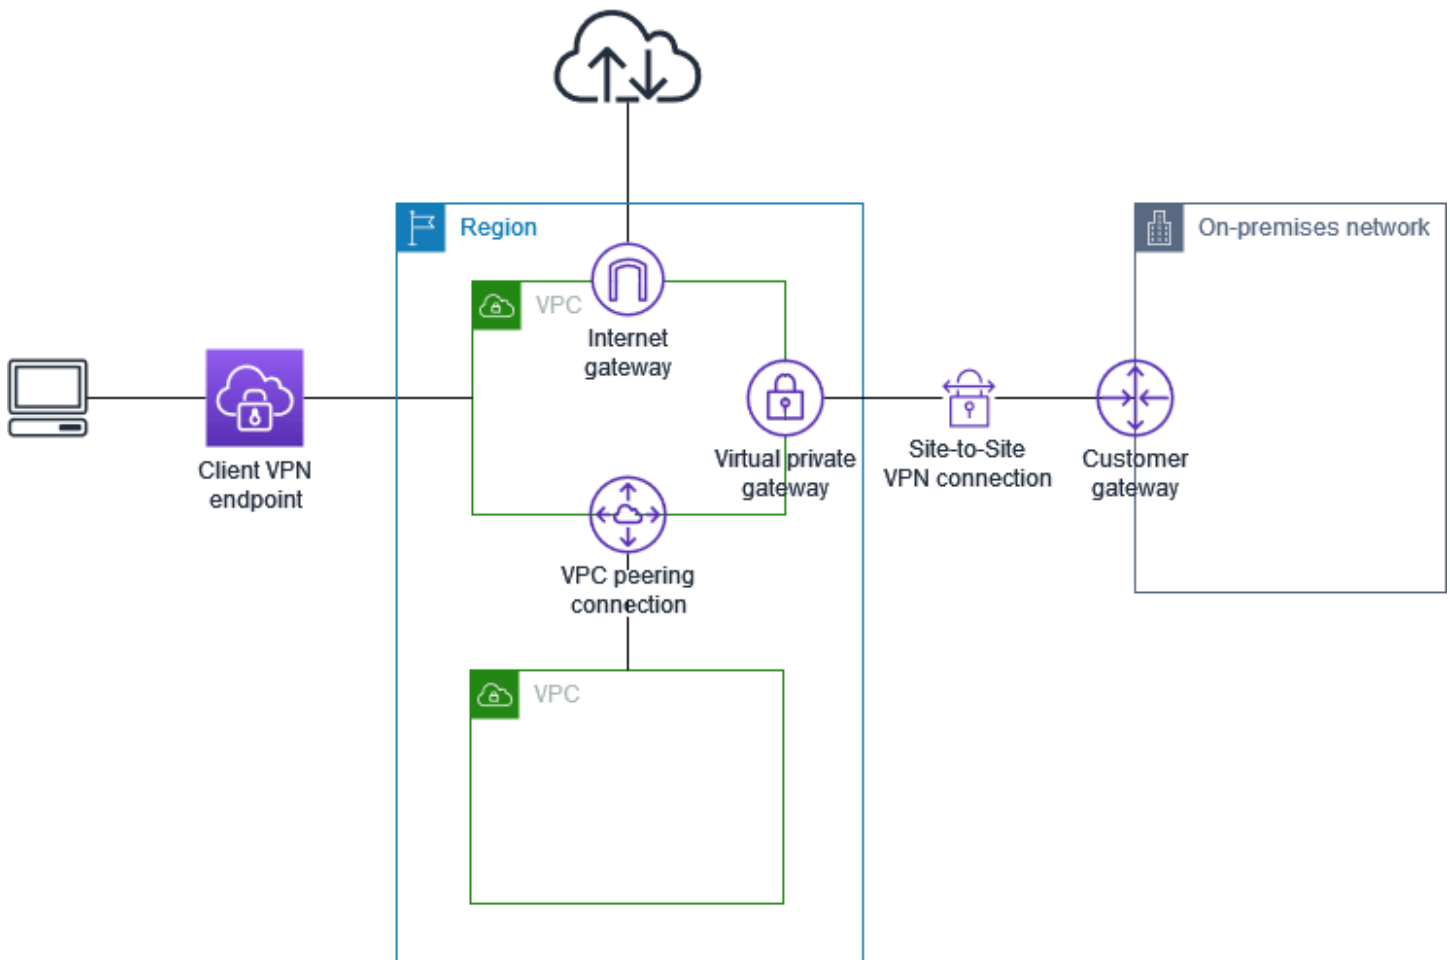 Region
On-premises network
VPC
Internet
gateway
Client VPN
endpoint
Virtual private
gateway
Site-to-Site
VPN connection
Customer
gateway
VPC peering
connection
VPC